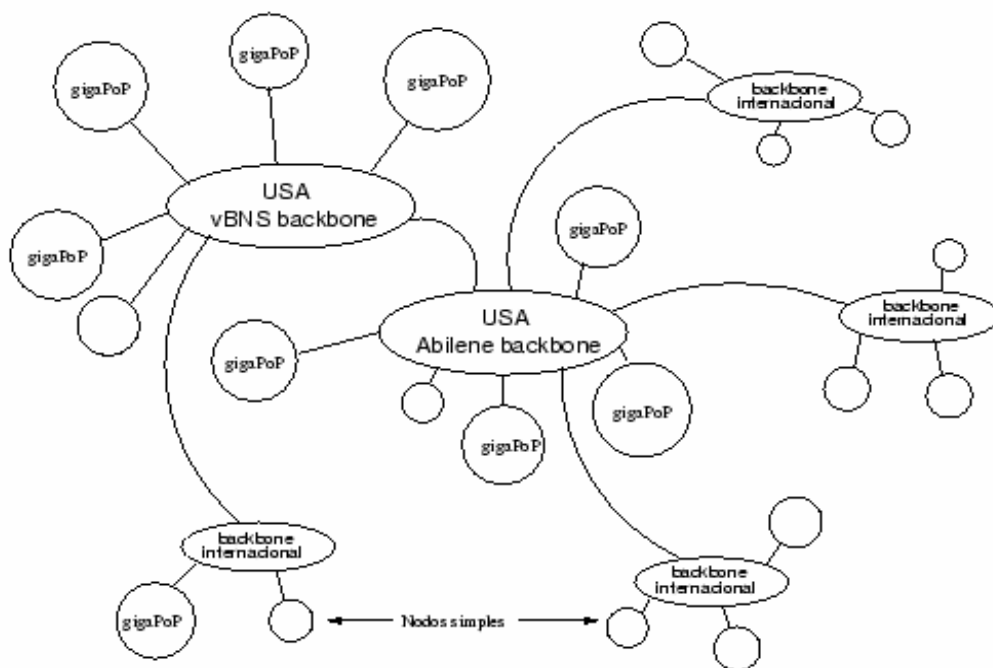 gigaPoP
gigaPoP
gigaPoP
backbone
internacional
USA
vBNS backbone
gigaPoP
gigaPoP
backbone
internacional
USA
Abilene backbone
gigaPoP
gigaPoP
gigaPoP
backbone
internacional
backbone
internacional
gigaPoP
Nodos simples